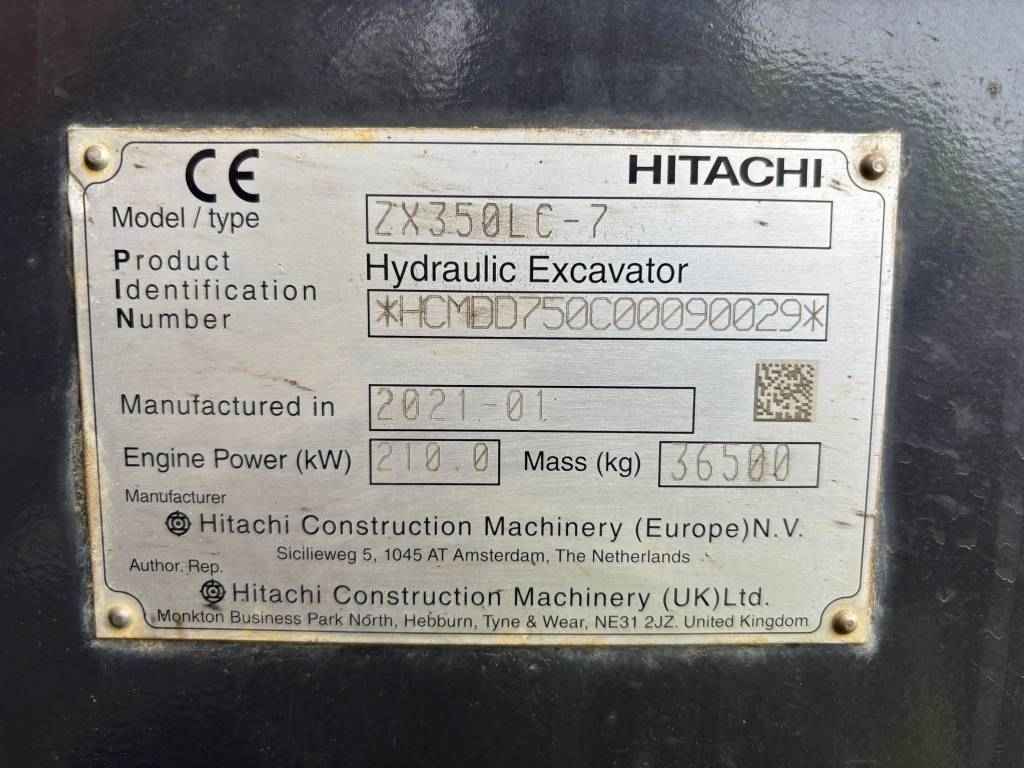 CE HITACHI
Model / type ZX350LC-7
Product Hydraulic Excavator
Identification
Number *HCMDD750C00090029*
Manufactured in 2021-01
Engine Power (kW) 210.0 Mass (kg) 36500
Manufacturer
Hitachi Construction Machinery (Europe)N.V.
Sicilieweg 5, 1045 AT Amsterdam, The Netherlands
Author. Rep.
Hitachi Construction Machinery (UK)Ltd.
Monkton Business Park North, Hebburn, Tyne & Wear, NE31 2JZ. United Kingdom